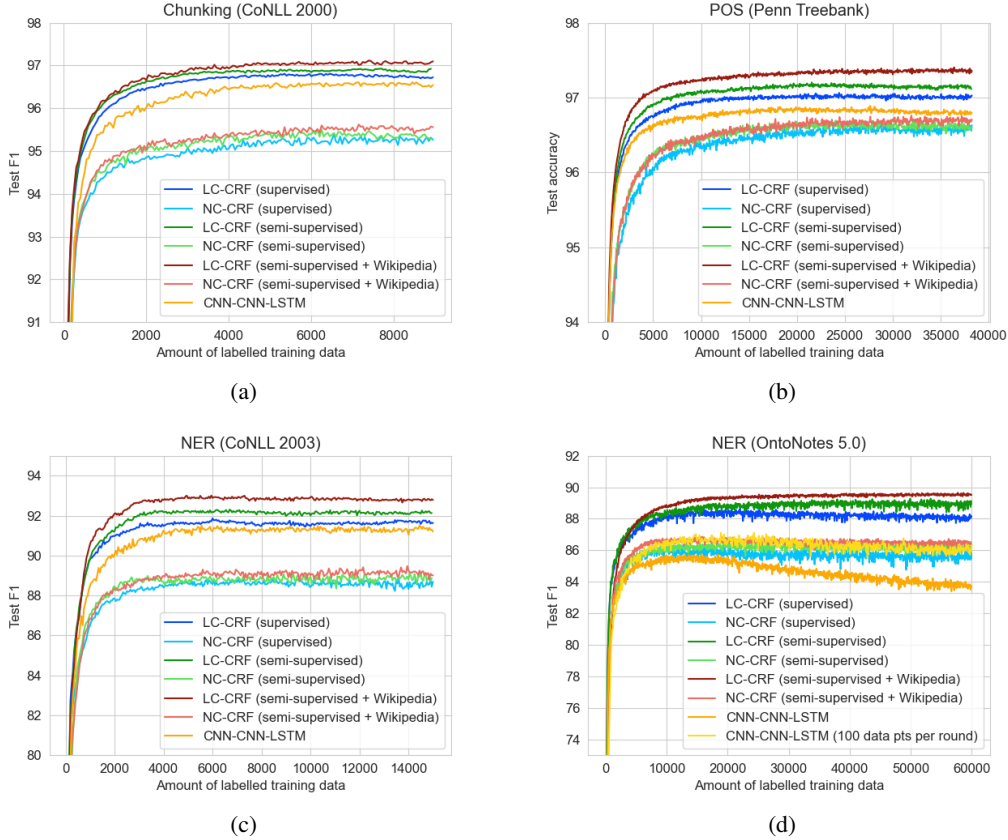 Chunking (CoNLL 2000)
98
97
96
95
94
93
92
91
Test F1
LC-CRF (supervised)
NC-CRF (supervised)
LC-CRF (semi-supervised)
NC-CRF (semi-supervised)
LC-CRF (semi-supervised + Wikipedia)
NC-CRF (semi-supervised + Wikipedia)
CNN-CNN-LSTM
0 2000 4000 6000 8000
Amount of labelled training data
(a)
POS (Penn Treebank)
98
97
96
95
94
Test accuracy
LC-CRF (supervised)
NC-CRF (supervised)
LC-CRF (semi-supervised)
NC-CRF (semi-supervised)
LC-CRF (semi-supervised + Wikipedia)
NC-CRF (semi-supervised + Wikipedia)
CNN-CNN-LSTM
0 5000 10000 15000 20000 25000 30000 35000 40000
Amount of labelled training data
(b)
NER (CoNLL 2003)
94
92
90
88
86
84
82
80
Test F1
LC-CRF (supervised)
NC-CRF (supervised)
LC-CRF (semi-supervised)
NC-CRF (semi-supervised)
LC-CRF (semi-supervised + Wikipedia)
NC-CRF (semi-supervised + Wikipedia)
CNN-CNN-LSTM
0 2000 4000 6000 8000 10000 12000 14000
Amount of labelled training data
(c)
NER (OntoNotes 5.0)
92
90
88
86
84
82
80
78
76
74
Test F1
LC-CRF (supervised)
NC-CRF (supervised)
LC-CRF (semi-supervised)
NC-CRF (semi-supervised)
LC-CRF (semi-supervised + Wikipedia)
NC-CRF (semi-supervised + Wikipedia)
CNN-CNN-LSTM
CNN-CNN-LSTM (100 data pts per round)
0 10000 20000 30000 40000 50000 60000
Amount of labelled training data
(d)